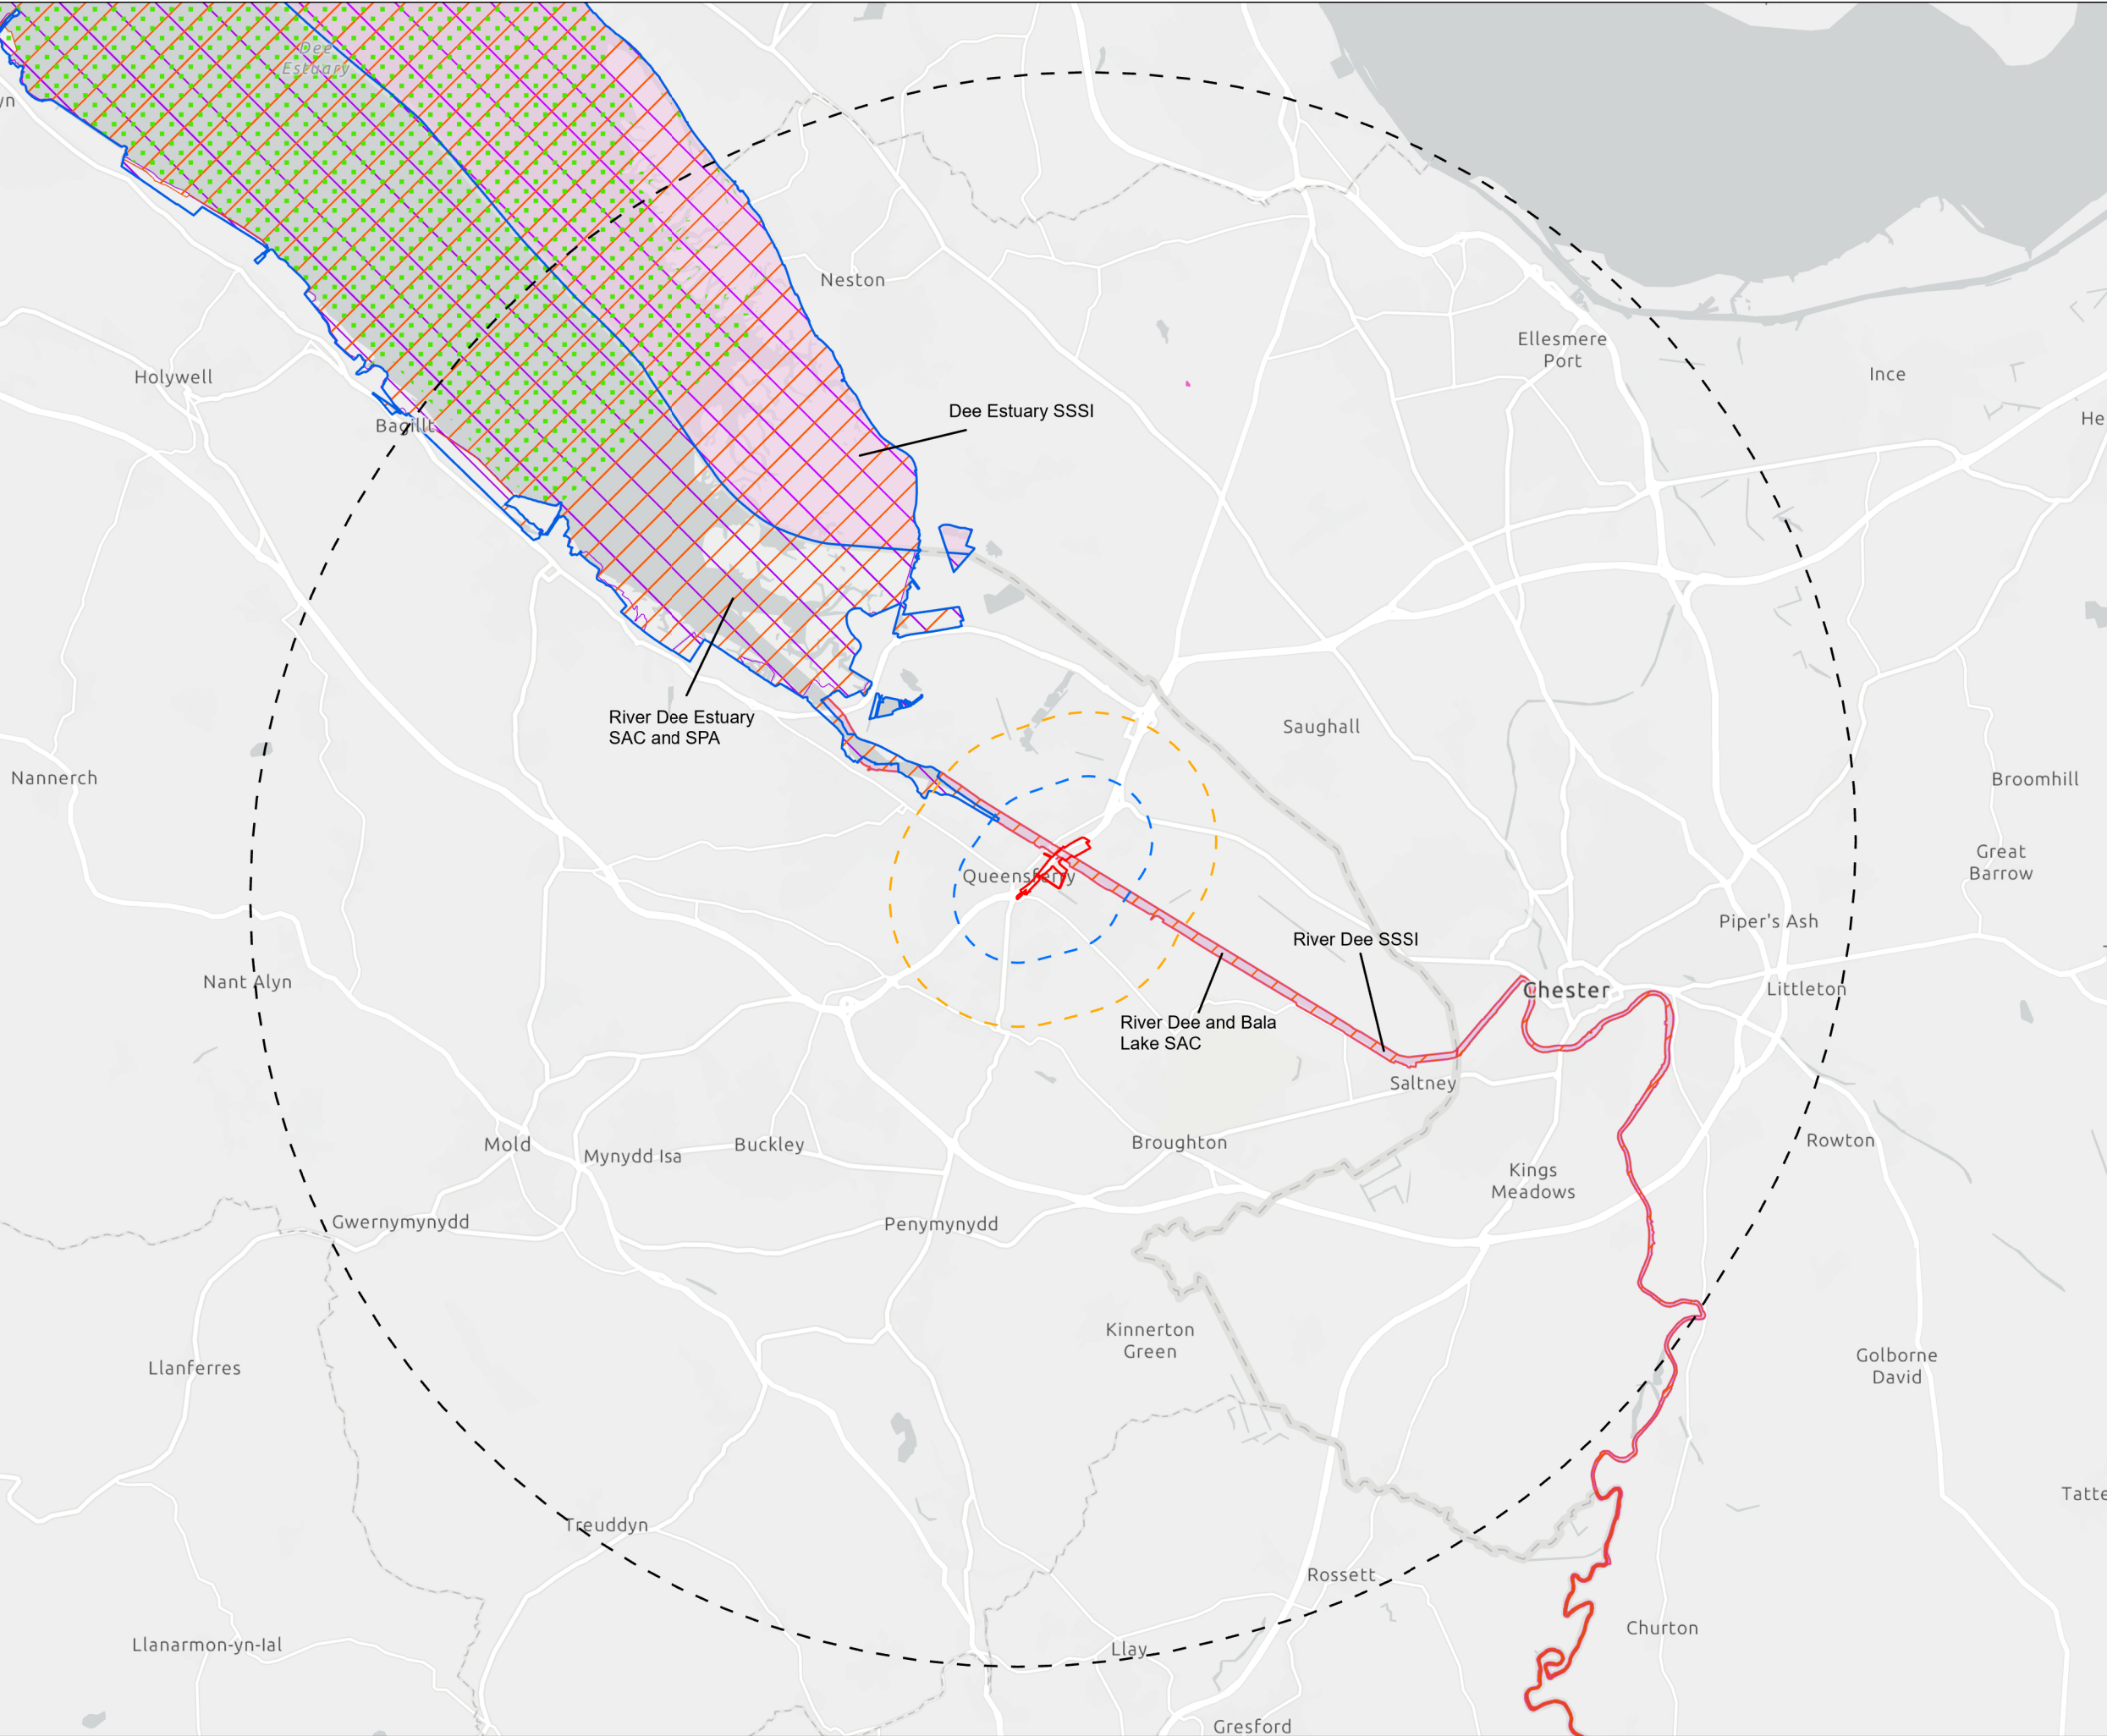 Dee
Estuary
yn
Neston
Ellesmere
Port
Holywell
Ince
Bagillt
Dee Estuary SSSI
He
River Dee Estuary
SAC and SPA
Saughall
Nannerch
Broomhill
Great
Barrow
Queensferry
Piper's Ash
River Dee SSSI
Nant Alyn
Chester
Littleton
River Dee and Bala
Lake SAC
Saltney
Mold
Mynydd Isa
Buckley
Broughton
Rowton
Kings
Meadows
Gwernymynydd
Penymynydd
Kinnerton
Green
Llanferres
Golborne
David
Tatte
Treuddyn
Rossett
Churton
Llanarmon-yn-Ial
Llay
Gresford